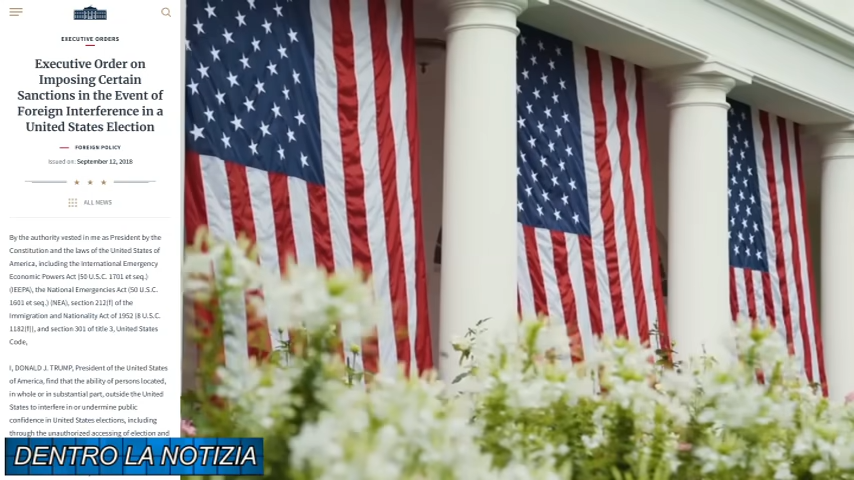 EXECUTIVE ORDERS
Executive Order on
Imposing Certain
Sanctions in the Event of
Foreign Interference in a
United States Election
FOREIGN POLICY
Issued on: September 12, 2018
ALL NEWS
By the authority vested in me as President by the
Constitution and the laws of the United States of
America, including the International Emergency
Economic Powers Act (50 U.S.C. 1701 et seq.)
(IEEPA), the National Emergencies Act (50 U.S.C.
1601 et seq.) (NEA), section 212(f) of the
Immigration and Nationality Act of 1952 (8 U.S.C.
1182(f)), and section 301 of title 3, United States
Code,
I, DONALD J. TRUMP, President of the United States
of America, find that the ability of persons located,
in whole or in substantial part, outside the United
States to interfere in or undermine public
confidence in United States elections, including
through the unauthorized accessing of election and
DENTRO LA NOTIZIA